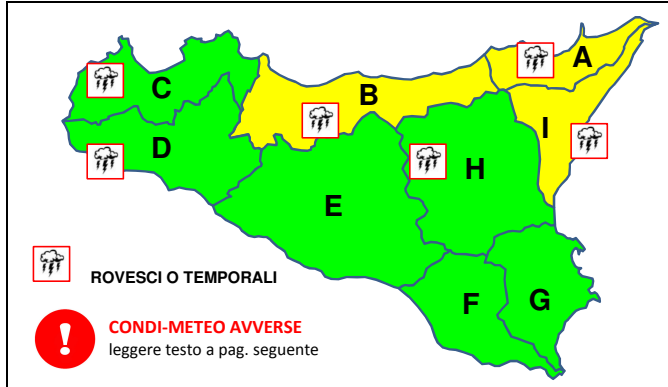 A
C
B
I
D
H
E
ROVESCI O TEMPORALI
F
G
CONDI-METEO AVVERSE
leggere testo a pag. seguente